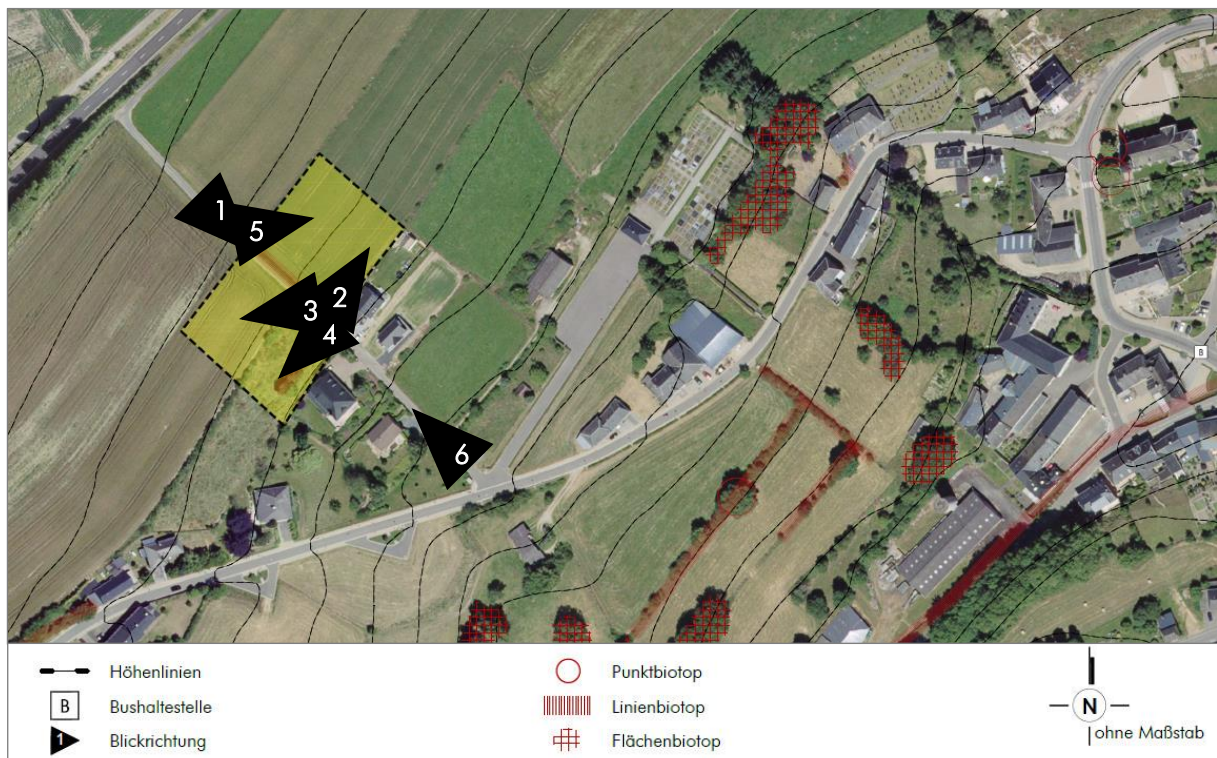 1
5
2
3
4
6
B
Höhenlinien
Punktbiotop
B
Bushaltestelle
Linienbiotop
N
1
Blickrichtung
Flächenbiotop
ohne Maßstab